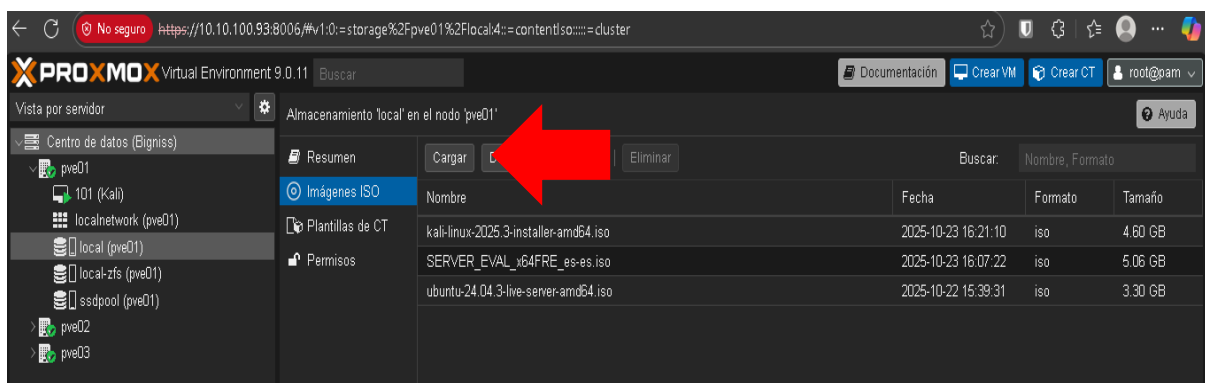 No seguro https://10.10.100.93:8006/#v1:0:=storage%2Fpve01%2Flocal:4::=contentIso:::::=cluster
PROXMOX Virtual Environment 9.0.11 Buscar Documentación Crear VM Crear CT root@pam
Vista por servidor
Almacenamiento 'local' en el nodo 'pve01' Ayuda
Centro de datos (Bigniss)
pve01
101 (Kali)
localnetwork (pve01)
local (pve01)
local-zfs (pve01)
ssdpool (pve01)
pve02
pve03
Resumen
Imágenes ISO
Plantillas de CT
Permisos
Cargar Eliminar Buscar: Nombre, Formato
Nombre Fecha Formato Tamaño
kali-linux-2025.3-installer-amd64.iso 2025-10-23 16:21:10 iso 4.60 GB
SERVER_EVAL_x64FRE_es-es.iso 2025-10-23 16:07:22 iso 5.06 GB
ubuntu-24.04.3-live-server-amd64.iso 2025-10-22 15:39:31 iso 3.30 GB